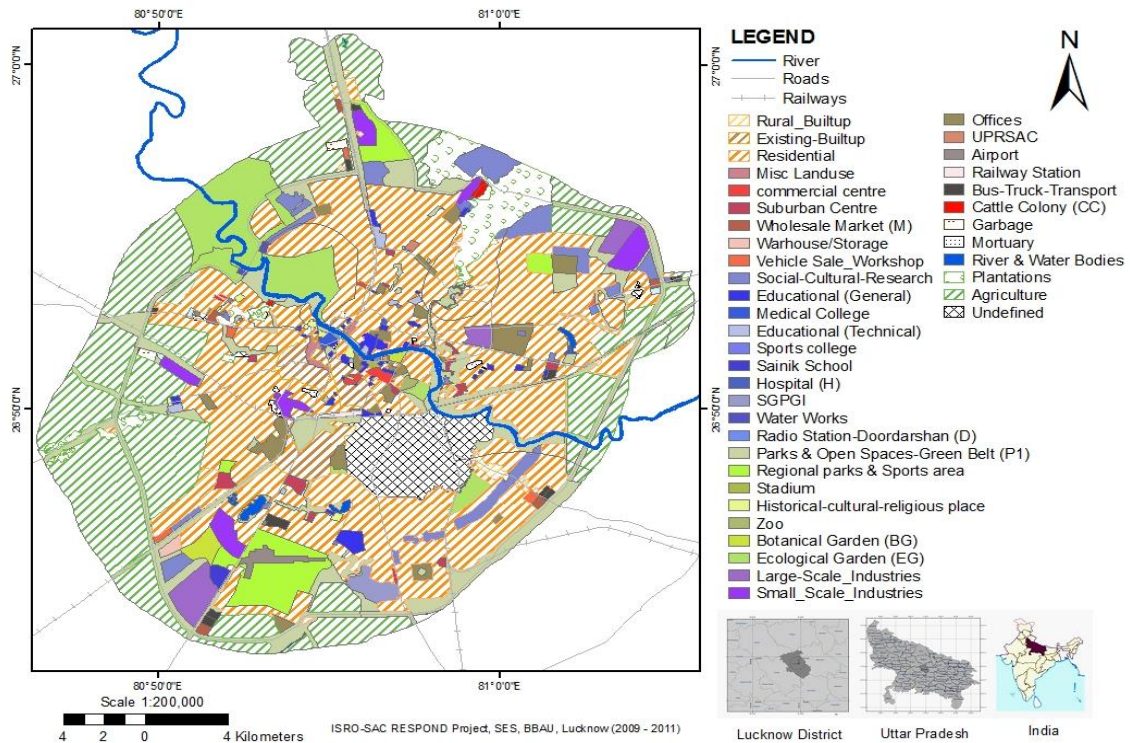 80°50'0"E
81°0'0"E
27°0'0"N
27°0'0"N
26°50'0"N
26°50'0"N
P
80°50'0"E
81°0'0"E
Scale 1:200,000
4 2 0 4 Kilometers
ISRO-SAC RESPOND Project, SES, BBAU, Lucknow (2009 - 2011)
LEGEND
N
River
Roads
Railways
Rural_Builtup
Existing-Builtup
Residential
Misc Landuse
commercial centre
Suburban Centre
Wholesale Market (M)
Warhouse/Storage
Vehicle Sale_Workshop
Social-Cultural-Research
Educational (General)
Medical College
Educational (Technical)
Sports college
Sainik School
Hospital (H)
SGPGI
Water Works
Radio Station-Doordarshan (D)
Parks & Open Spaces-Green Belt (P1)
Regional parks & Sports area
Stadium
Historical-cultural-religious place
Zoo
Botanical Garden (BG)
Ecological Garden (EG)
Large-Scale_Industries
Small_Scale_Industries
Offices
UPRSAC
Airport
Railway Station
Bus-Truck-Transport
Cattle Colony (CC)
Garbage
Mortuary
River & Water Bodies
Plantations
Agriculture
Undefined
Lucknow District
Uttar Pradesh
India